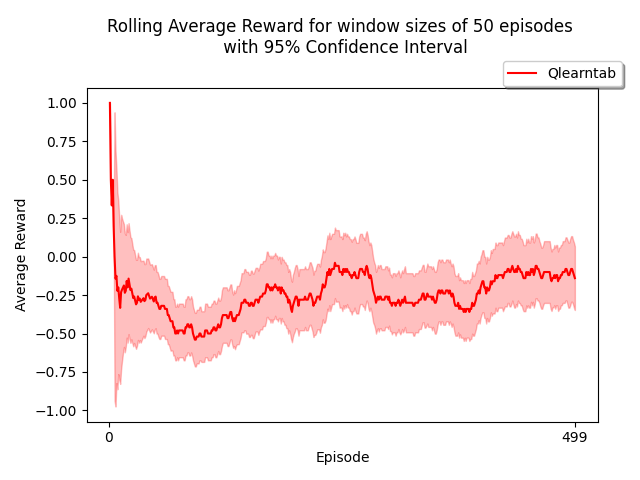 Rolling Average Reward for window sizes of 50 episodes
with 95% Confidence Interval
Qlearntab
1.00
0.75
0.50
0.25
0.00
−0.25
−0.50
−0.75
−1.00
Average Reward
0
499
Episode